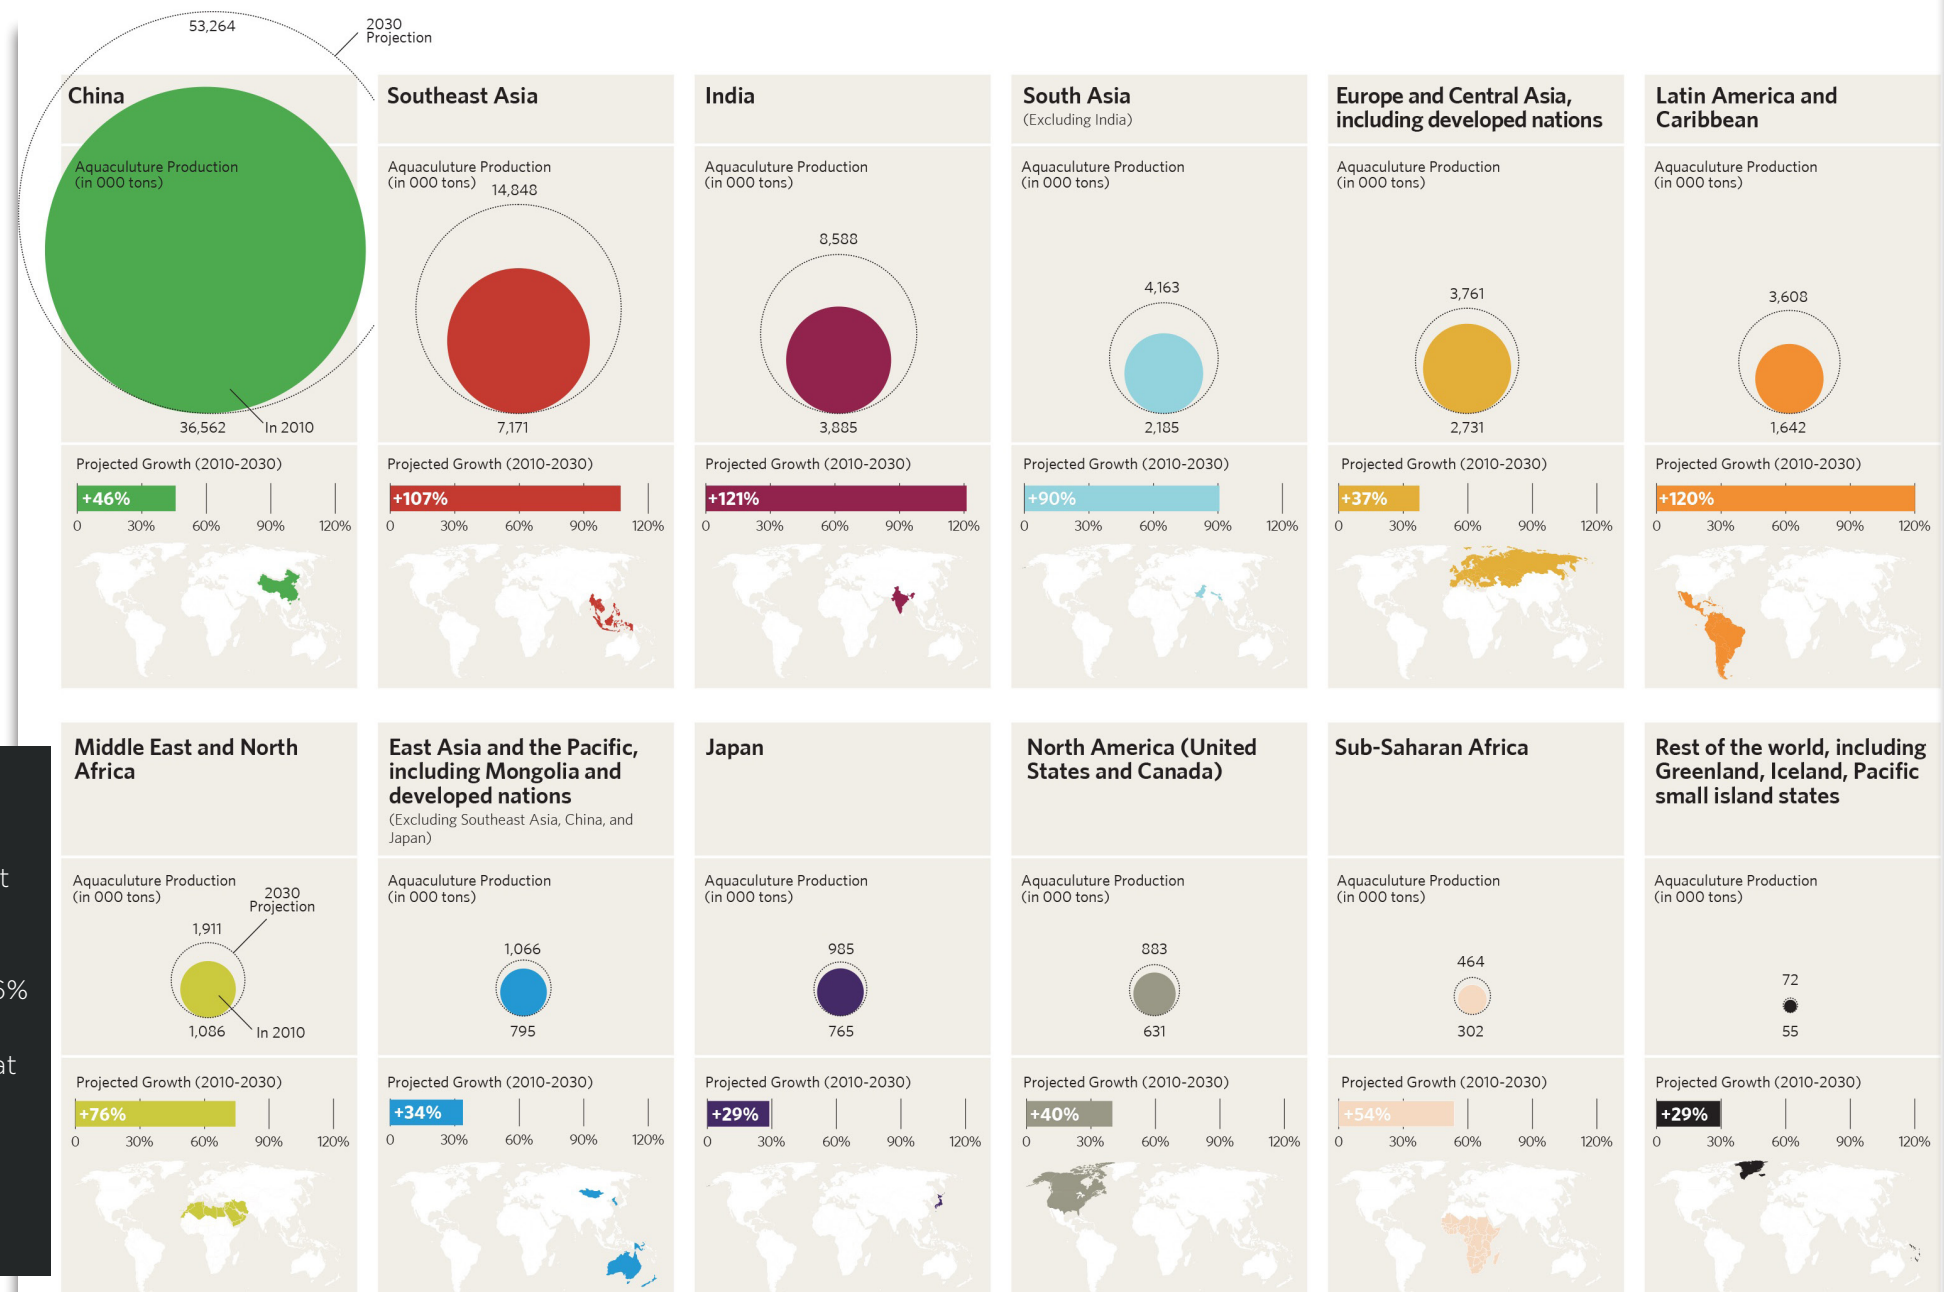 53,264
2030
Projection
China
Aquaculuture Production
(in 000 tons)
36,562
In 2010
Projected Growth (2010-2030)
+46%
0 30% 60% 90% 120%
Southeast Asia
Aquaculuture Production
(in 000 tons)
14,848
7,171
Projected Growth (2010-2030)
+107%
0 30% 60% 90% 120%
India
Aquaculuture Production
(in 000 tons)
8,588
3,885
Projected Growth (2010-2030)
+121%
0 30% 60% 90% 120%
South Asia
(Excluding India)
Aquaculuture Production
(in 000 tons)
4,163
2,185
Projected Growth (2010-2030)
+90%
0 30% 60% 90% 120%
Europe and Central Asia,
including developed nations
Aquaculuture Production
(in 000 tons)
3,761
2,731
Projected Growth (2010-2030)
+37%
0 30% 60% 90% 120%
Latin America and
Caribbean
Aquaculuture Production
(in 000 tons)
3,608
1,642
Projected Growth (2010-2030)
+120%
0 30% 60% 90% 120%
Middle East and North
Africa
Aquaculuture Production
(in 000 tons)
2030
Projection
1,911
1,086
In 2010
Projected Growth (2010-2030)
+76%
0 30% 60% 90% 120%
East Asia and the Pacific,
including Mongolia and
developed nations
(Excluding Southeast Asia, China, and
Japan)
Aquaculuture Production
(in 000 tons)
1,066
795
Projected Growth (2010-2030)
+34%
0 30% 60% 90% 120%
Japan
Aquaculuture Production
(in 000 tons)
985
765
Projected Growth (2010-2030)
+29%
0 30% 60% 90% 120%
North America (United
States and Canada)
Aquaculuture Production
(in 000 tons)
883
631
Projected Growth (2010-2030)
+40%
0 30% 60% 90% 120%
Sub-Saharan Africa
Aquaculuture Production
(in 000 tons)
464
302
Projected Growth (2010-2030)
+54%
0 30% 60% 90% 120%
Rest of the world, including
Greenland, Iceland, Pacific
small island states
Aquaculuture Production
(in 000 tons)
72
55
Projected Growth (2010-2030)
+29%
0 30% 60% 90% 120%